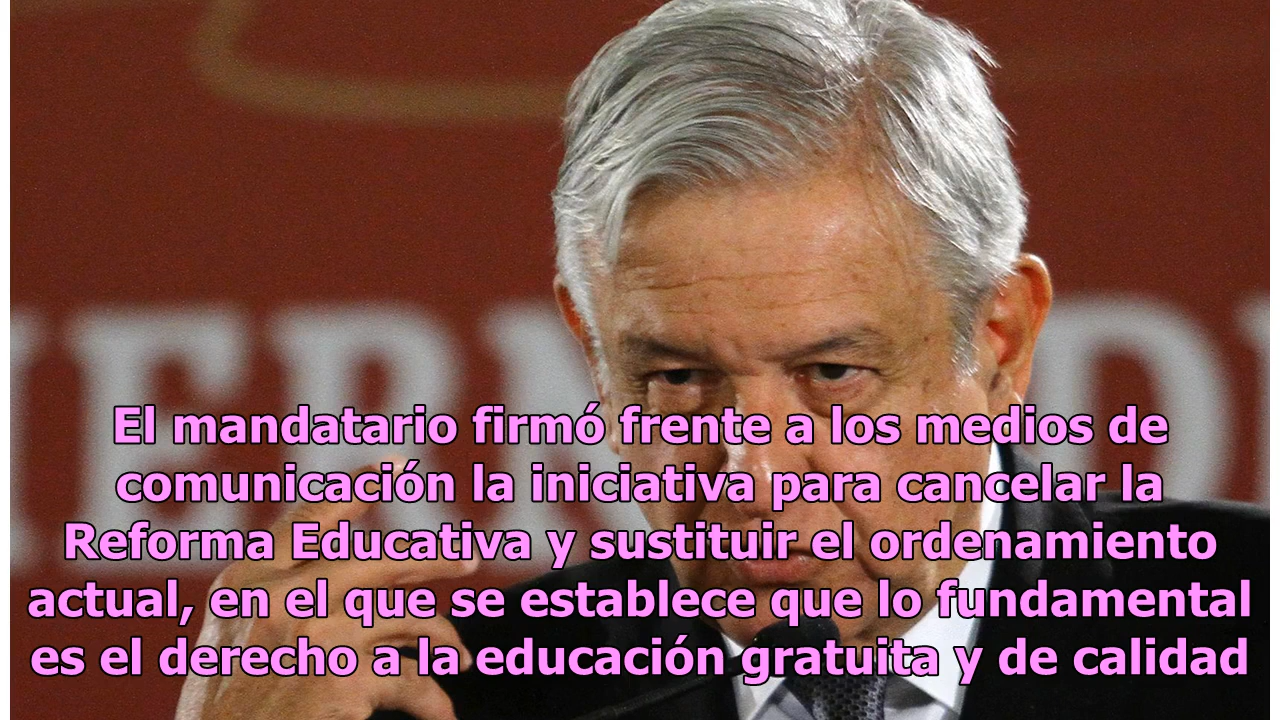 IERN D
El mandatario firmó frente a los medios de
comunicación la iniciativa para cancelar la
Reforma Educativa y sustituir el ordenamiento
actual, en el que se establece que lo fundamental
es el derecho a la educación gratuita y de calidad